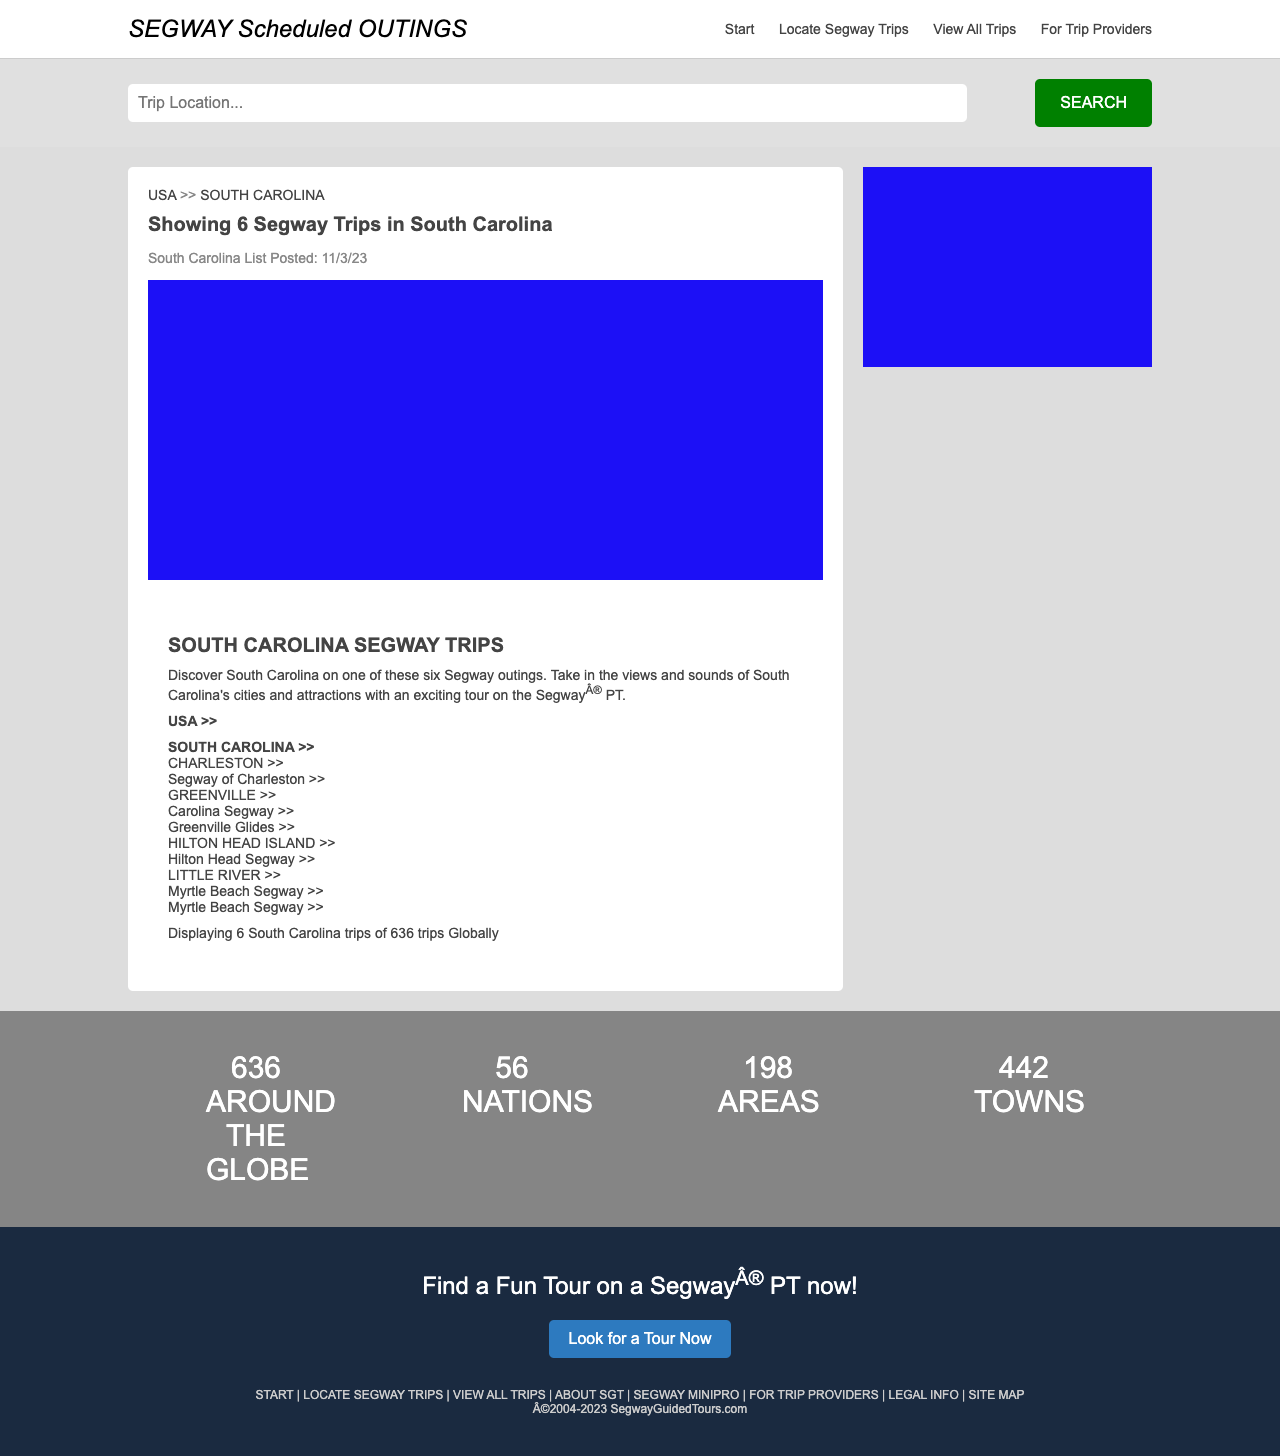 SEGWAY Scheduled OUTINGS
Start Locate Segway Trips View All Trips For Trip Providers
Trip Location...
SEARCH
USA >> SOUTH CAROLINA
Showing 6 Segway Trips in South Carolina
South Carolina List Posted: 11/3/23
SOUTH CAROLINA SEGWAY TRIPS
Discover South Carolina on one of these six Segway outings. Take in the views and sounds of South
Carolina's cities and attractions with an exciting tour on the SegwayÂ® PT.
USA >>
SOUTH CAROLINA >>
CHARLESTON >>
Segway of Charleston >>
GREENVILLE >>
Carolina Segway >>
Greenville Glides >>
HILTON HEAD ISLAND >>
Hilton Head Segway >>
LITTLE RIVER >>
Myrtle Beach Segway >>
Myrtle Beach Segway >>
Displaying 6 South Carolina trips of 636 trips Globally
636
AROUND
THE
GLOBE
56
NATIONS
198
AREAS
442
TOWNS
Find a Fun Tour on a SegwayÂ® PT now!
Look for a Tour Now
START | LOCATE SEGWAY TRIPS | VIEW ALL TRIPS | ABOUT SGT | SEGWAY MINIPRO | FOR TRIP PROVIDERS | LEGAL INFO | SITE MAP
Â©2004-2023 SegwayGuidedTours.com